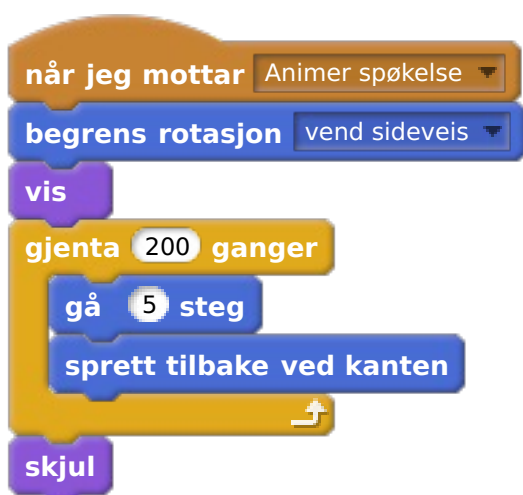 når jeg mottar Animer spøkelse
begrens rotasjon vend sideveis
vis
gjenta 200 ganger
gå 5 steg
sprett tilbake ved kanten
skjul